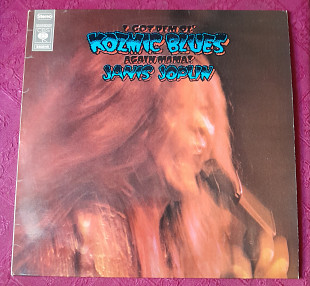 I GOT DEM OL'
KOZMIC BLUES
AGAIN MAMA!
JANIS JOPLIN